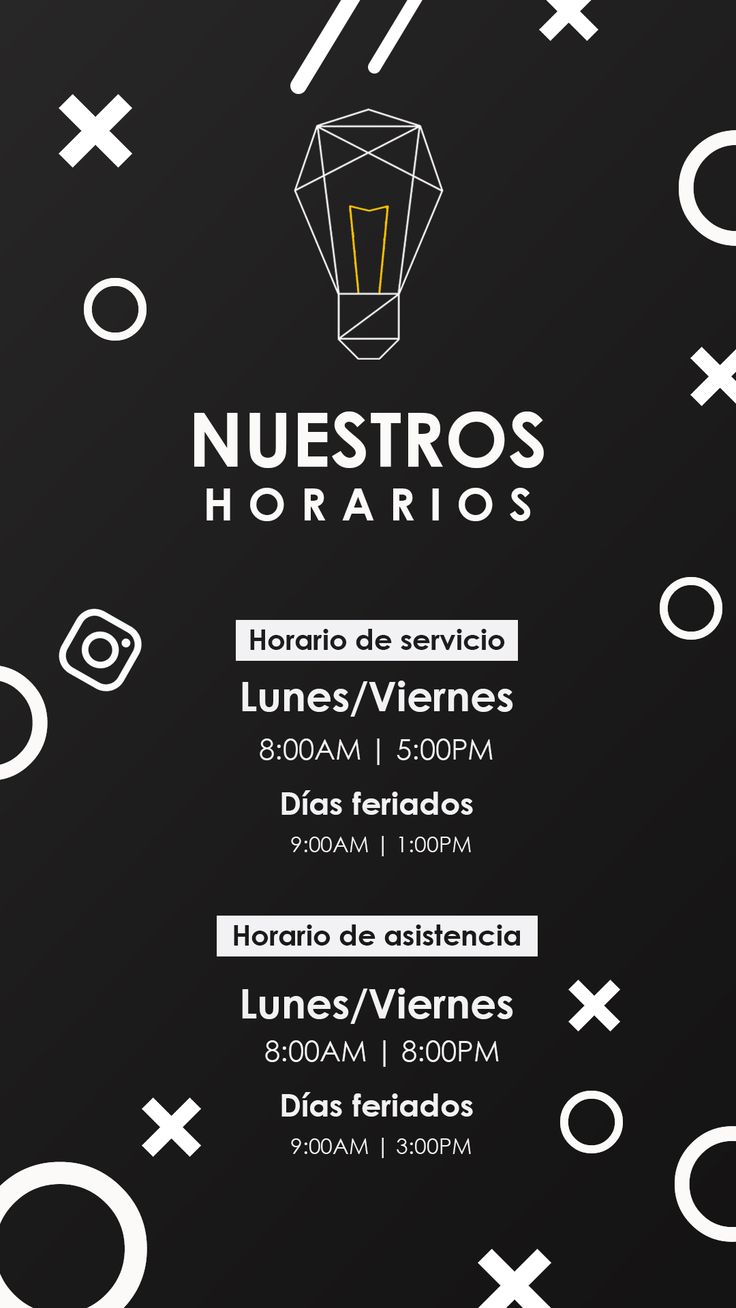 NUESTROS
HORARIOS
Horario de servicio
Lunes/Viernes
8:00AM | 5:00PM
Días feriados
9:00AM | 1:00PM
Horario de asistencia
Lunes/Viernes
8:00AM | 8:00PM
Días feriados
9:00AM | 3:00PM